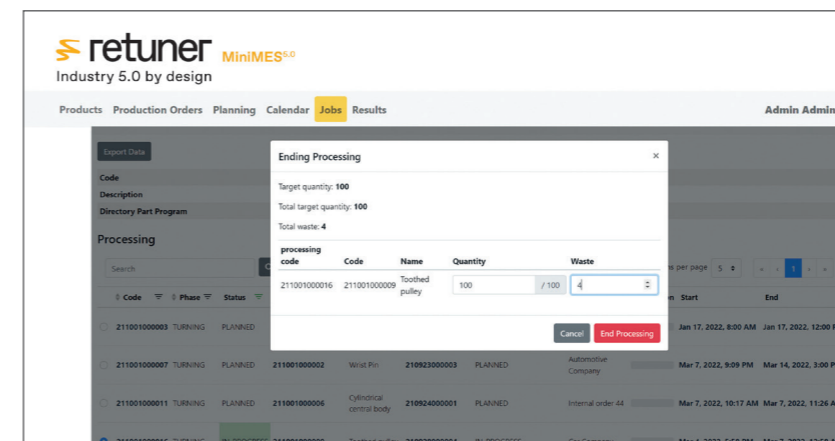 retuner MiniMES5.0
Industry 5.0 by design
Products Production Orders Planning Calendar Jobs Results Admin Admin
Export Data
Ending Processing ×
Code
Target quantity: 100
Description
Total target quantity: 100
Directory Part Program
Total waste: 4
Processing
processing code Code Name Quantity Waste
Search
211001000016 211001000009 Toothed pulley 100 / 100 4
per page 5 1
Code Phase Status Start End
Cancel End Processing
211001000003 TURNING PLANNED Jan 17, 2022, 8:00 AM Jan 17, 2022, 12:00
211001000007 TURNING PLANNED 211001000002 Wrist Pin 210923000003 PLANNED Automotive Company Mar 7, 2022, 9:09 PM Mar 14, 2022, 3:00 P
211001000011 TURNING PLANNED 211001000006 Cylindrical central body 210924000001 PLANNED Internal order 44 Mar 7, 2022, 10:17 AM Mar 7, 2022, 11:26 A